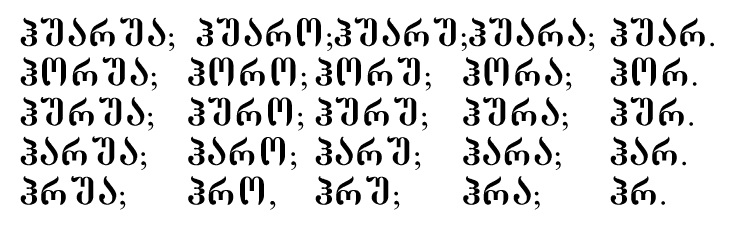 ჰუარუა; ჰუარო; ჰუარუ; ჰუარა; ჰუარ.
ჰორუა; ჰორო; ჰორუ; ჰორა; ჰორ.
ჰურუა; ჰურო; ჰურუ; ჰურა; ჰურ.
ჰარუა; ჰარო; ჰარუ; ჰარა; ჰარ.
ჰრუა; ჰრო, ჰრუ; ჰრა; ჰრ.